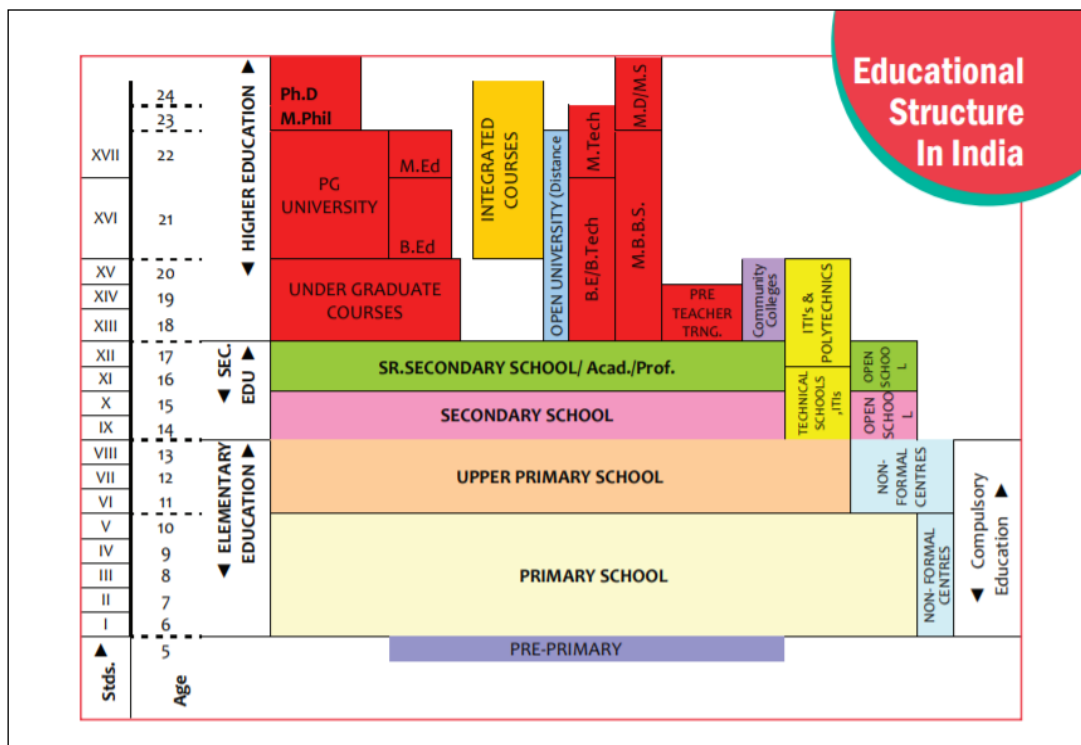 Educational
Structure
In India
24
23
XVII
22
XVI
21
XV
20
XIV
19
XIII
18
XII
17
XI
16
X
15
IX
14
VIII
13
VII
12
VI
11
V
10
IV
9
III
8
II
7
I
6
5
Stds. ▲
Age
◄ HIGHER EDUCATION ►
◄ SEC.
EDU ►
◄ ELEMENTARY
EDUCATION ►
Ph.D
M.Phil
PG
UNIVERSITY
M.Ed
B.Ed
UNDER GRADUATE
COURSES
INTEGRATED
COURSES
OPEN UNIVERSITY (Distance
M.Tech
B.E/B.Tech
M.D/M.S
M.B.B.S.
PRE
TEACHER
TRNG.
Community
Colleges
ITI's &
POLYTECHNICS
SR.SECONDARY SCHOOL/ Acad./Prof.
OPEN
SCHOO
L
SECONDARY SCHOOL
TECHNICAL
SCHOOLS
,ITIs
OPEN
SCHOO
L
UPPER PRIMARY SCHOOL
NON-
FORMAL
CENTRES
PRIMARY SCHOOL
NON- FORMAL
CENTRES
◄ Compulsory
Education ►
PRE-PRIMARY